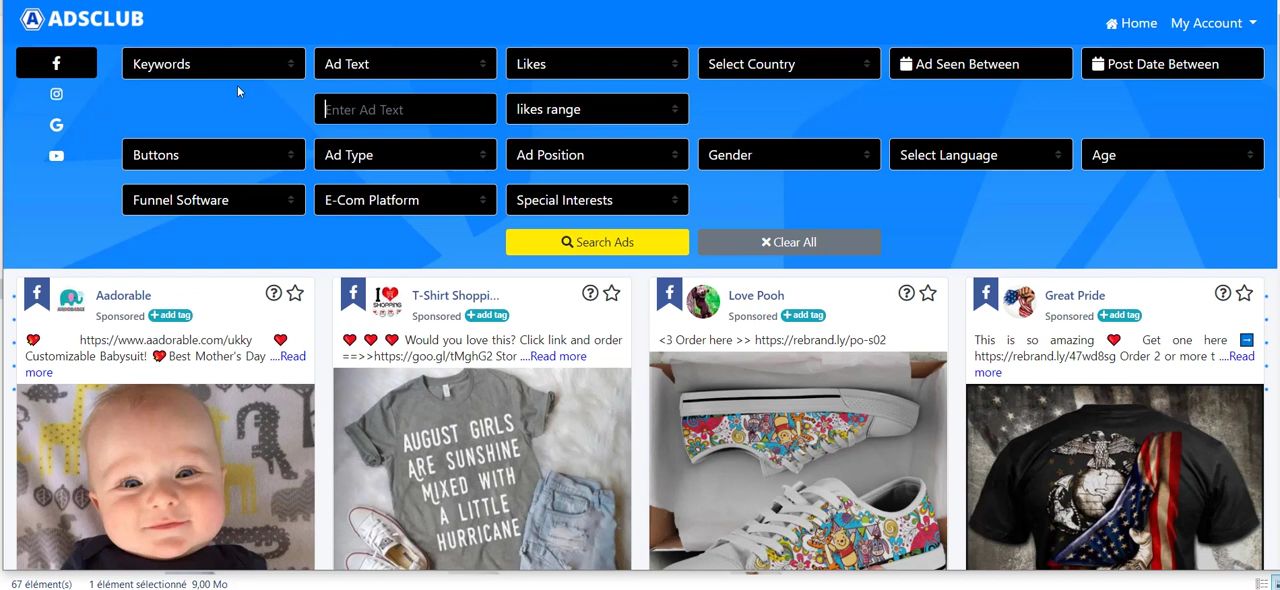 ADSCLUB
Home My Account
Keywords Ad Text Likes Select Country Ad Seen Between Post Date Between
Enter Ad Text likes range
Buttons Ad Type Ad Position Gender Select Language Age
Funnel Software E-Com Platform Special Interests
Search Ads Clear All
Aadorable
Sponsored add tag
https://www.aadorable.com/ukky
Customizable Babysuit! Best Mother's Day ....Read
more
T-Shirt Shoppi...
Sponsored add tag
Would you love this? Click link and order
==>>https://goo.gl/tMghG2 Stor ....Read more
I
SHOPPING
AUGUST GIRLS
ARE SUNSHINE
MIXED WITH
A LITTLE
HURRICANE
Love Pooh
Sponsored add tag
<3 Order here >> https://rebrand.ly/po-s02
Great Pride
Sponsored add tag
This is so amazing Get one here
https://rebrand.ly/47wd8sg Order 2 or more t ....Read
more
67 élément(s) 1 élément sélectionné 9,00 Mo